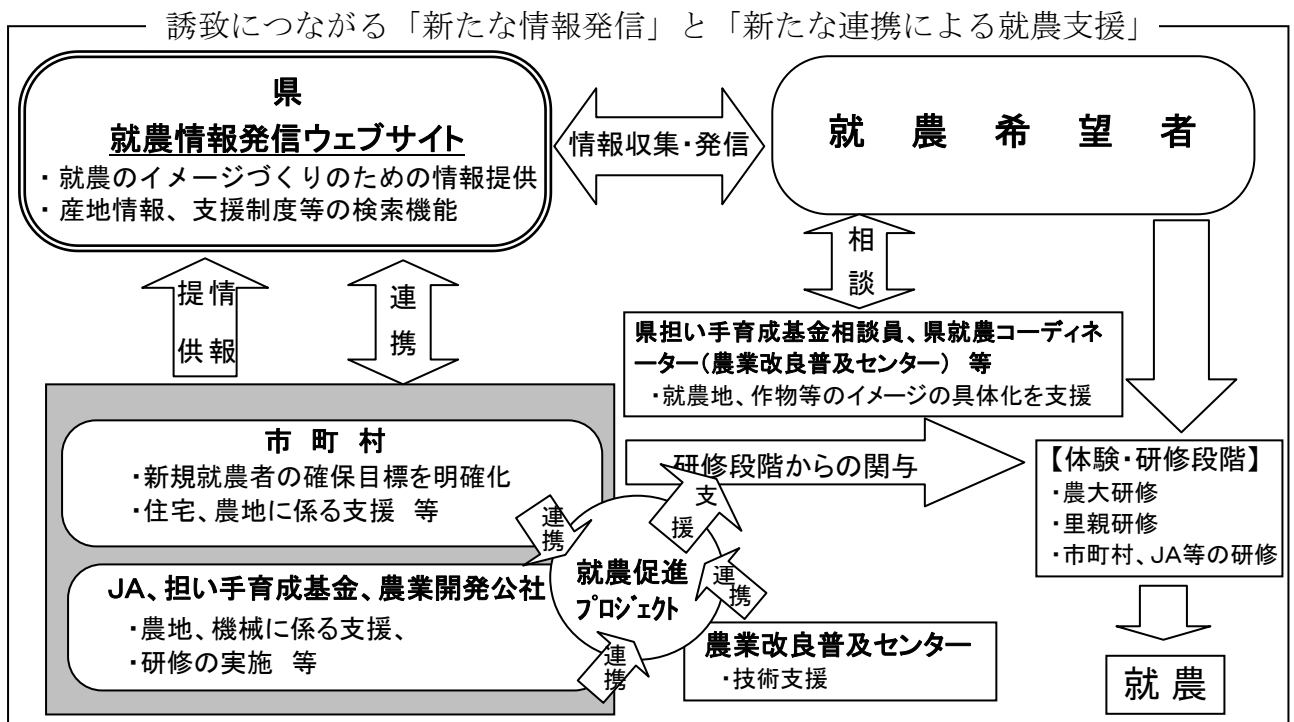 誘致につながる「新たな情報発信」と「新たな連携による就農支援」
県
就農情報発信ウェブサイト
・就農のイメージづくりのための情報提供
・産地情報、支援制度等の検索機能
情報収集・発信
就農希望者
相談
情報提供
連携
県担い手育成基金相談員、県就農コーディネ
ーター(農業改良普及センター) 等
・就農地、作物等のイメージの具体化を支援
市町村
・新規就農者の確保目標を明確化
・住宅、農地に係る支援 等
研修段階からの関与
【体験・研修段階】
・農大研修
・里親研修
・市町村、JA等の研修
支援
連携
JA、担い手育成基金、農業開発公社
・農地、機械に係る支援、
・研修の実施 等
就農促進
プロジェクト
連携
連携
農業改良普及センター
・技術支援
就農